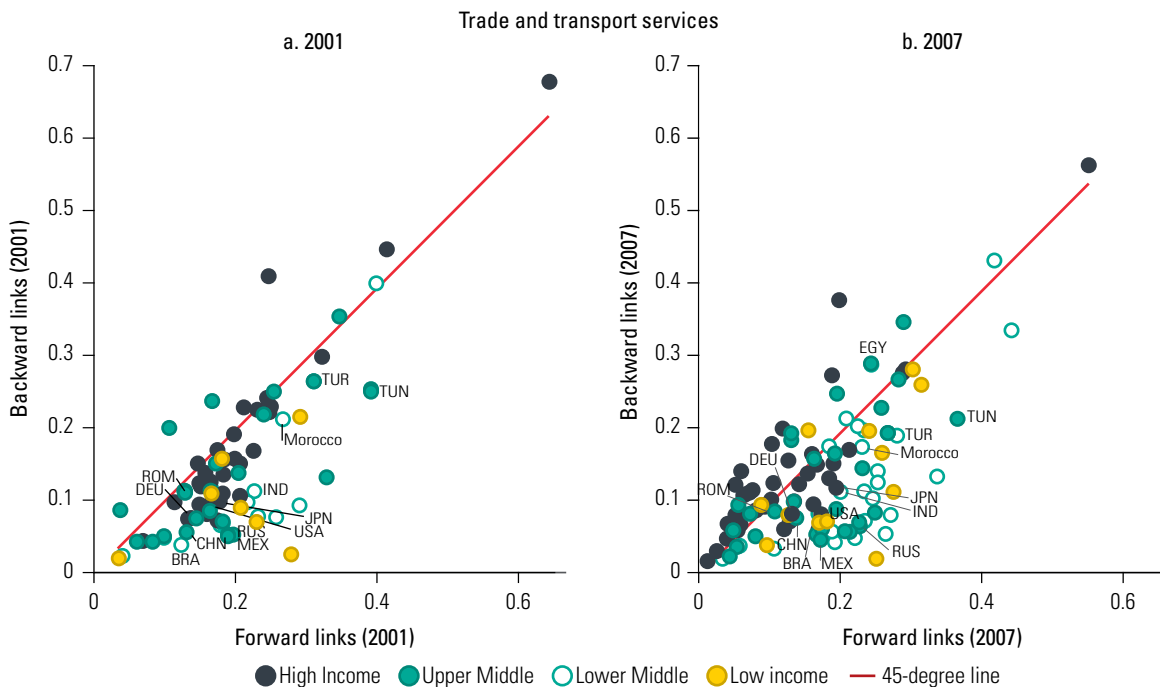 Trade and transport services
a. 2001
b. 2007
Backward links (2001)
0.7
0.6
0.5
0.4
0.3
0.2
0.1
0
TUR
TUN
Morocco
ROM
DEU
IND
JPN
USA
CHN
RUS
MEX
BRA
0 0.2 0.4 0.6
Forward links (2001)
Backward links (2007)
0.7
0.6
0.5
0.4
0.3
0.2
0.1
0
EGY
TUN
TUR
Morocco
DEU
ROM
JPN
IND
USA
CHN
RUS
BRA
MEX
0 0.2 0.4 0.6
Forward links (2007)
High Income Upper Middle Lower Middle Low income 45-degree line